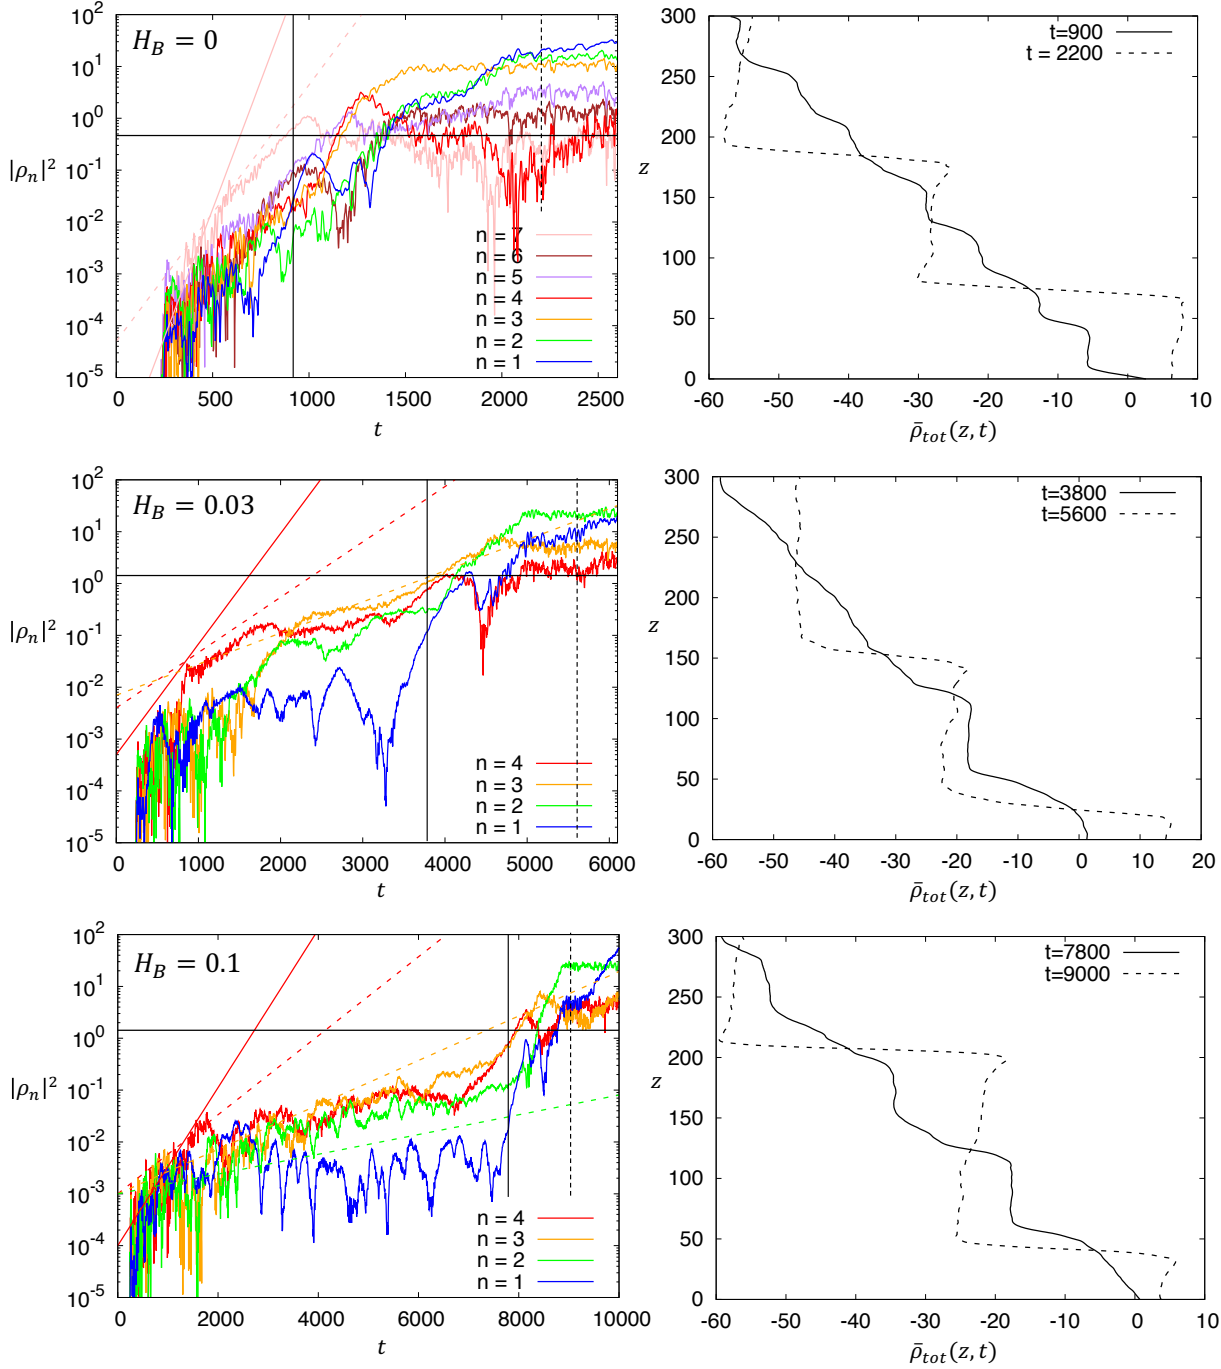 H_B = 0
10^2
10^1
10^0
10^-1
10^-2
10^-3
10^-4
10^-5
|ρ_n|^2
n = 7
n = 6
n = 5
n = 4
n = 3
n = 2
n = 1
0 500 1000 1500 2000 2500
t
t=900
t = 2200
300
250
200
150
100
50
0
z
-60 -50 -40 -30 -20 -10 0 10
ρ̄_tot(z, t)
H_B = 0.03
10^2
10^1
10^0
10^-1
10^-2
10^-3
10^-4
10^-5
|ρ_n|^2
n = 4
n = 3
n = 2
n = 1
0 1000 2000 3000 4000 5000 6000
t
t=3800
t=5600
300
250
200
150
100
50
0
z
-60 -50 -40 -30 -20 -10 0 10 20
ρ̄_tot(z, t)
H_B = 0.1
10^2
10^1
10^0
10^-1
10^-2
10^-3
10^-4
10^-5
|ρ_n|^2
n = 4
n = 3
n = 2
n = 1
0 2000 4000 6000 8000 10000
t
t=7800
t=9000
300
250
200
150
100
50
0
z
-60 -50 -40 -30 -20 -10 0 10
ρ̄_tot(z, t)